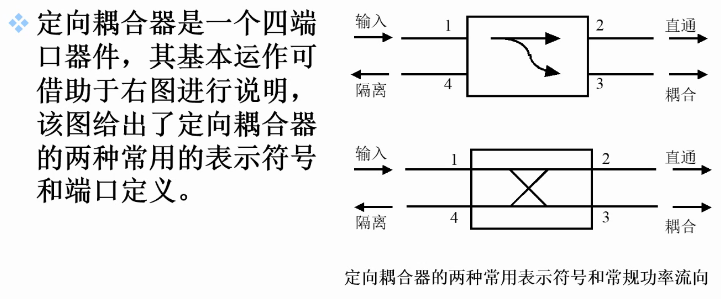 定向耦合器是一个四端
口器件，其基本运作可
借助于右图进行说明，
该图给出了定向耦合器
的两种常用的表示符号
和端口定义。
输入 1 2 直通
隔离 4 3 耦合
输入 1 2 直通
隔离 4 3 耦合
定向耦合器的两种常用表示符号和常规功率流向